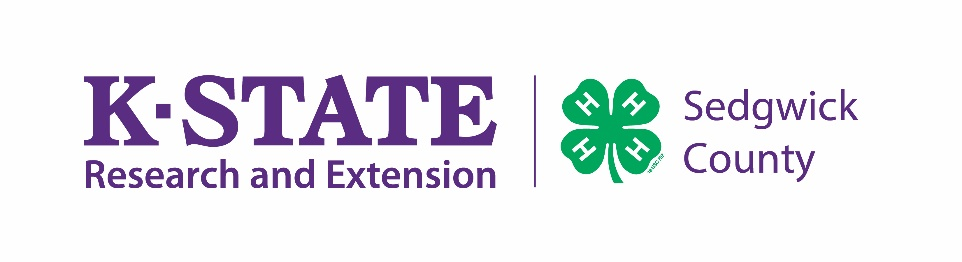 K-STATE
Research and Extension
H H
H H
Sedgwick
County